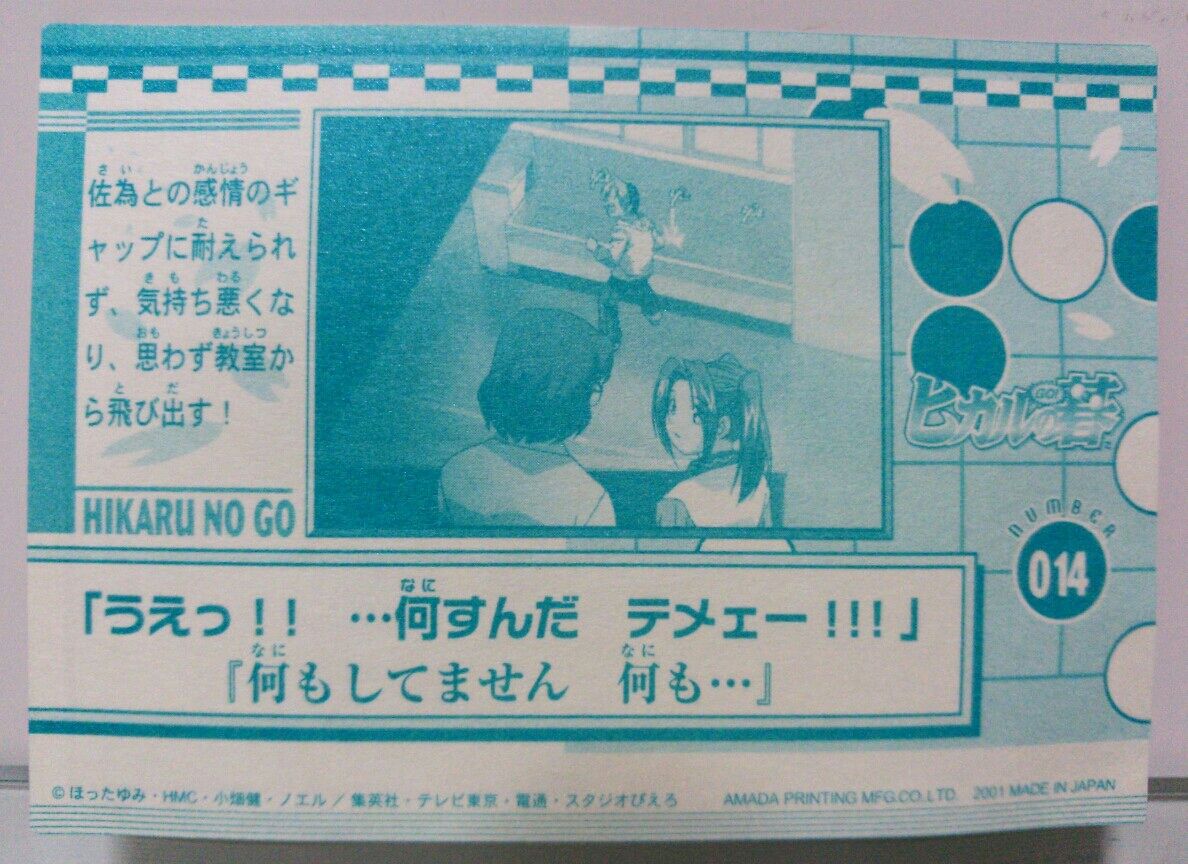 佐為との感情のギ
ャップに耐えられ
ず、気持ち悪くな
り、思わず教室か
ら飛び出す！
HIKARU NO GO
ヒカルの碁
GO!
NUMBER
014
「うえっ！！　…何すんだ　テメェー！！！」
『何もしてません　何も…』
© ほったゆみ・HMC・小畑健・ノエル／集英社・テレビ東京・電通・スタジオぴえろ
AMADA PRINTING MFG.CO.LTD. 2001 MADE IN JAPAN